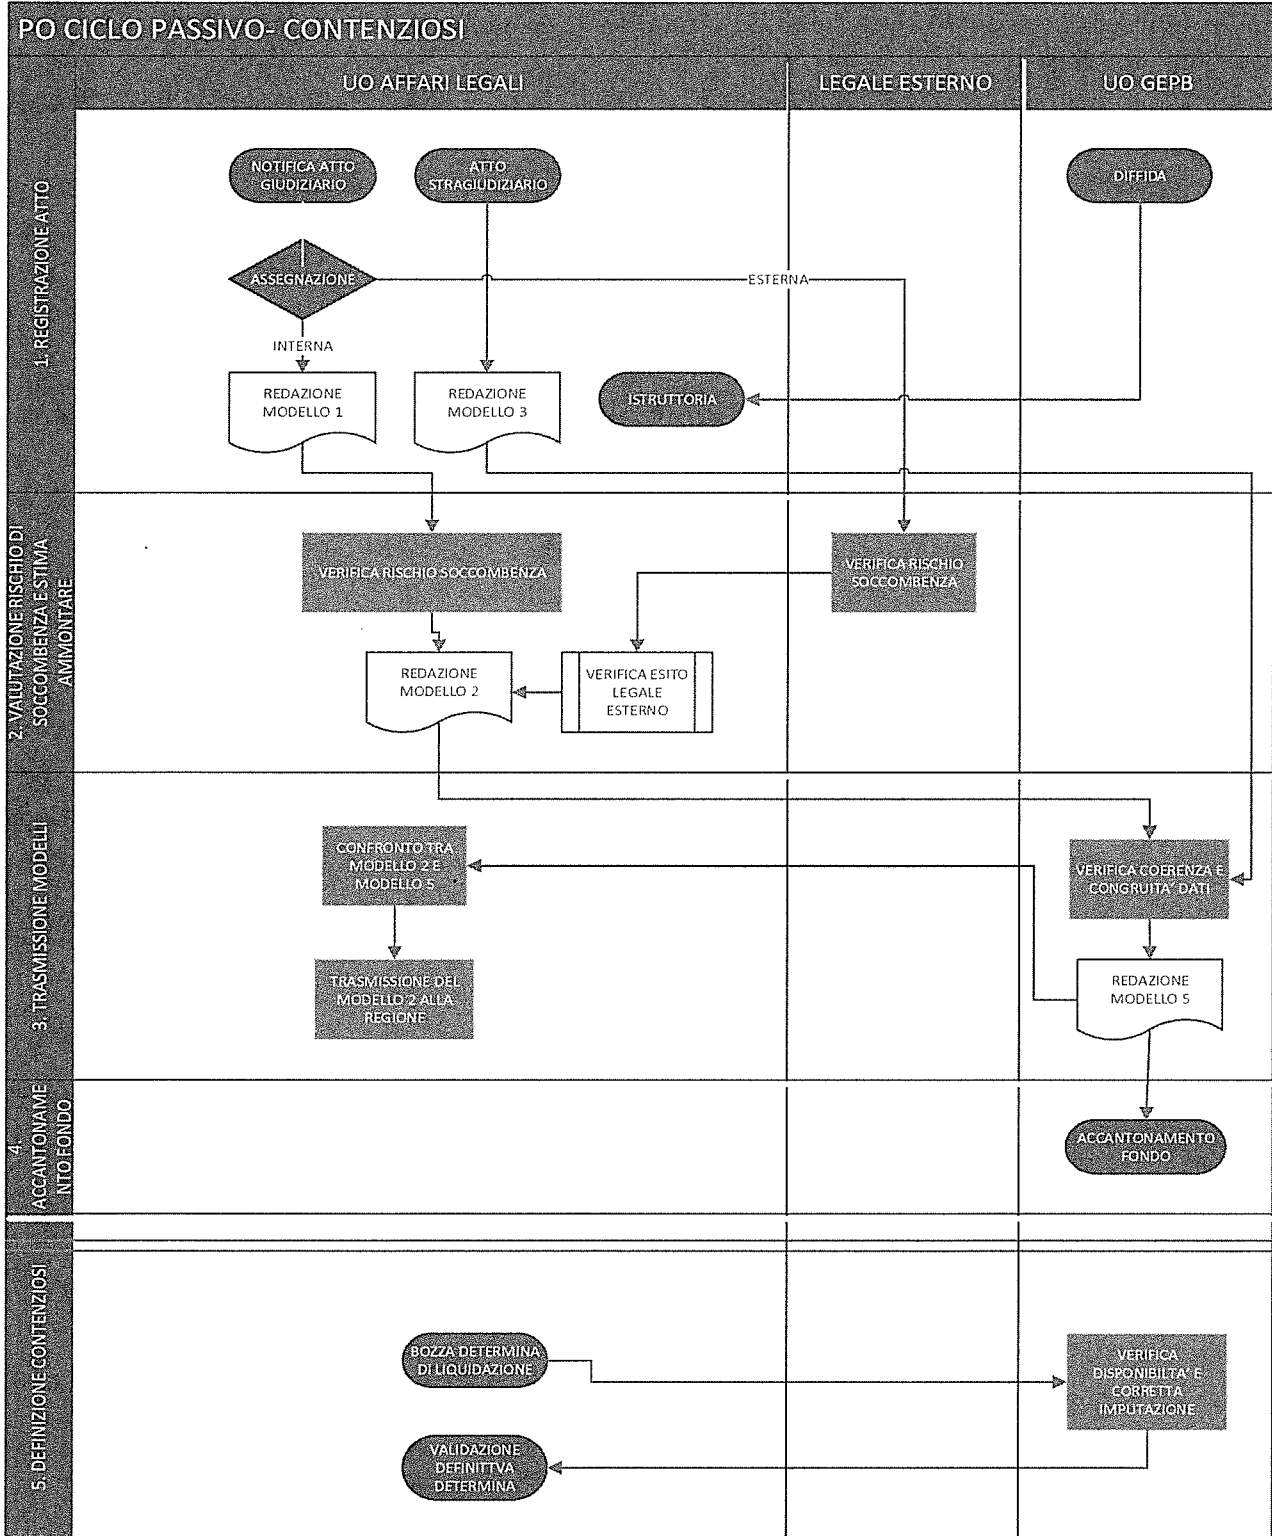 PO CICLO PASSIVO- CONTENZIOSI
UO AFFARI LEGALI
LEGALE ESTERNO
UO GEPB
1. REGISTRAZIONE ATTO
NOTIFICA ATTO
GIUDIZIARIO
ATTO
STRAGIUDIZIARIO
DIFFIDA
ASSEGNAZIONE
ESTERNA
INTERNA
REDAZIONE
MODELLO 1
REDAZIONE
MODELLO 3
ISTRUTTORIA
2. VALUTAZIONE RISCHIO DI
SOCCOMBENZA E STIMA
AMMONTARE
VERIFICA RISCHIO SOCCOMBENZA
VERIFICA RISCHIO
SOCCOMBENZA
REDAZIONE
MODELLO 2
VERIFICA ESITO
LEGALE
ESTERNO
3. TRASMISSIONE MODELLI
CONFRONTO TRA
MODELLO 2 E
MODELLO 5
VERIFICA COERENZA E
CONGRUITA' DATI
TRASMISSIONE DEL
MODELLO 2 ALLA
REGIONE
REDAZIONE
MODELLO 5
4.
ACCANTONAME
NTO FONDO
ACCANTONAMENTO
FONDO
5. DEFINIZIONE CONTENZIOSI
BOZZA DETERMINA
DI LIQUIDAZIONE
VERIFICA
DISPONIBILTA' E
CORRETTA
IMPUTAZIONE
VALIDAZIONE
DEFINITTVA
DETERMINA